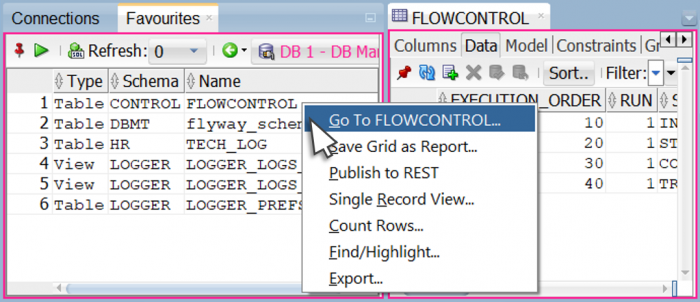 Connections Favourites
Refresh: 0 DB 1 - DB Mar
Type Schema Name
1 Table CONTROL FLOWCONTROL
2 Table DBMT flyway_schem
3 Table HR TECH_LOG
4 View LOGGER LOGGER_LOGS_
5 View LOGGER LOGGER_LOGS_
6 Table LOGGER LOGGER_PREFS
Go To FLOWCONTROL...
Save Grid as Report...
Publish to REST
Single Record View...
Count Rows...
Find/Highlight...
Export...
FLOWCONTROL
Columns Data Model Constraints Gr
Sort.. Filter:
EXECUTION_ORDER RUN S
10 1 IN
20 1 ST
30 1 CO
40 1 TR